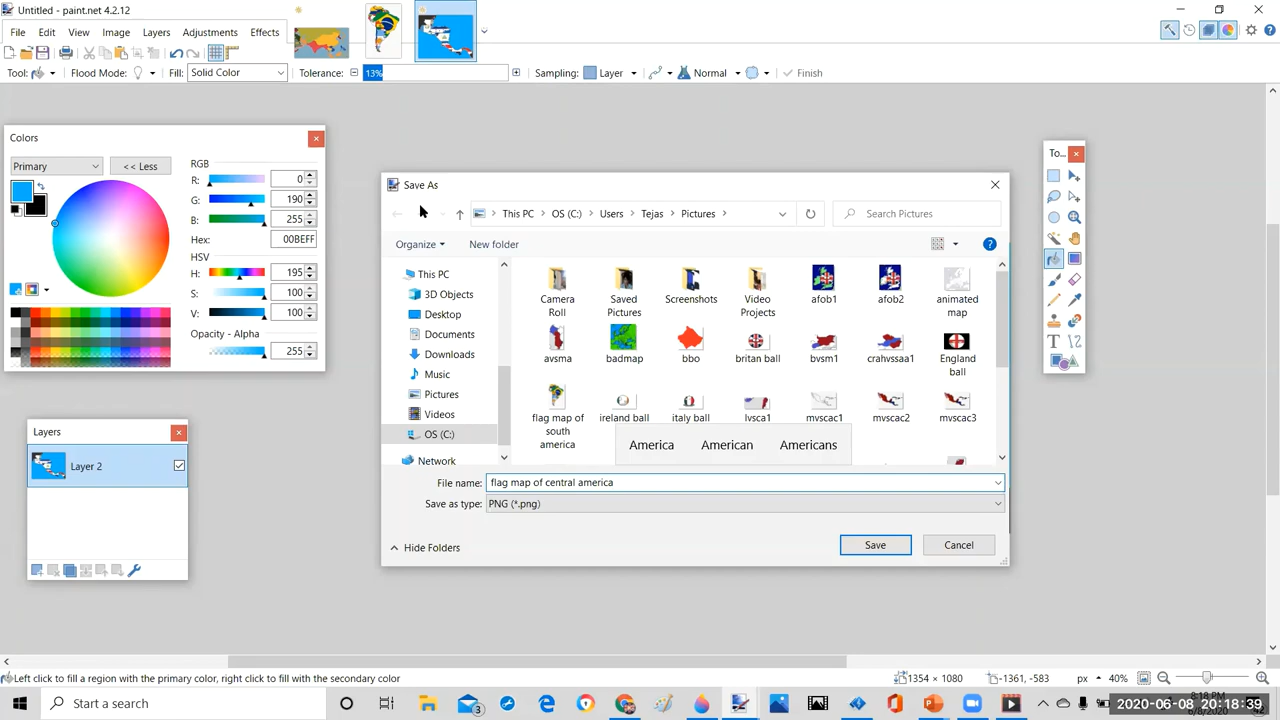 Untitled - paint.net 4.2.12
File Edit View Image Layers Adjustments Effects
Tool: Flood Mode: Fill: Solid Color Tolerance: 13% Sampling: Layer Normal Finish
Colors
Primary << Less
RGB
R: 0
G: 190
B: 255
Hex: 00BEFF
HSV
H: 195
S: 100
V: 100
Opacity - Alpha
255
Layers
Layer 2
Save As
This PC OS (C:) Users Tejas Pictures
Search Pictures
Organize New folder
This PC
3D Objects
Desktop
Documents
Downloads
Music
Pictures
Videos
OS (C:)
Network
Camera Roll
Saved Pictures
Screenshots
Video Projects
afob1
afob2
animated map
avsma
badmap
bbo
britan ball
bvsm1
crahvssaa1
England ball
flag map of south america
ireland ball
italy ball
lvsca1
mvscac1
mvscac2
mvscac3
America American Americans
File name: flag map of central america
Save as type: PNG (*.png)
Hide Folders
Save Cancel
To...
Left click to fill a region with the primary color, right click to fill the secondary color
1354 × 1080
-1361, -583
px
40%
Start a search
3
8:18 PM
2020-06-08 20:18:39